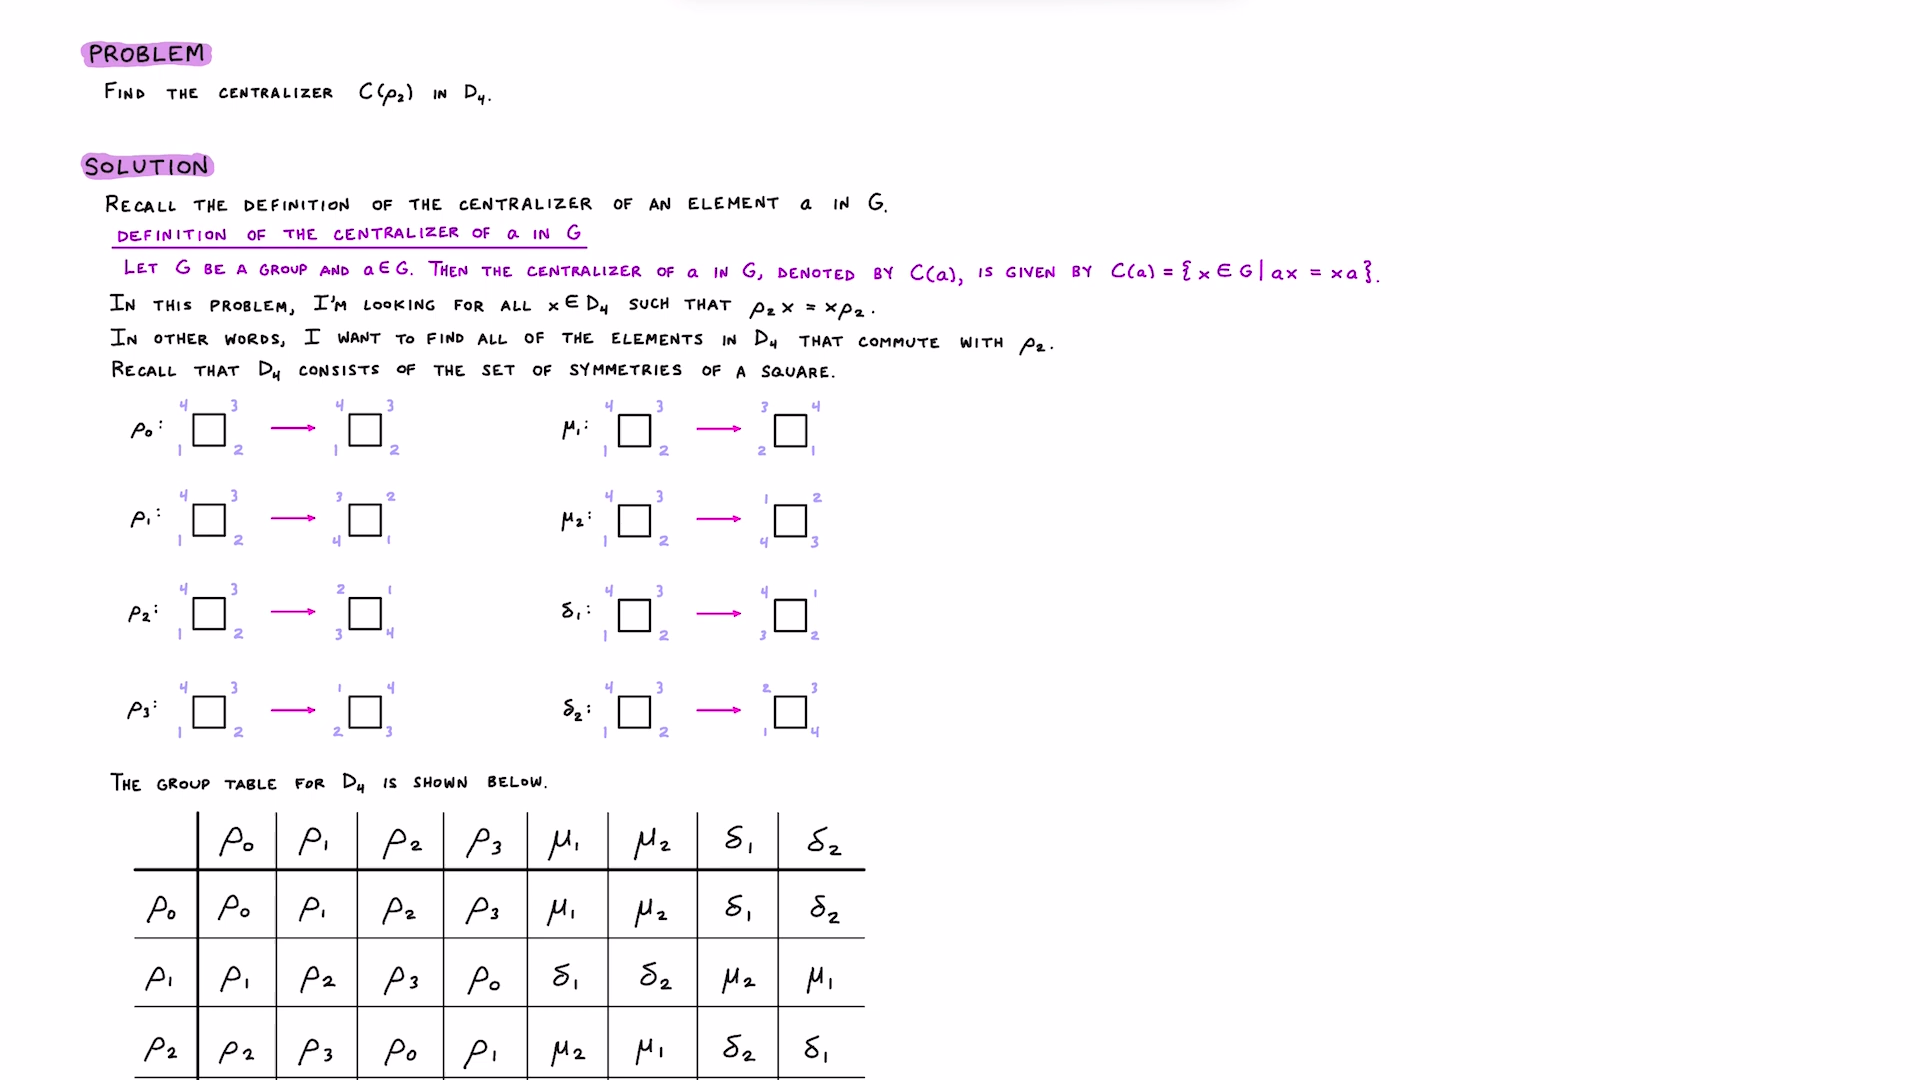 PROBLEM
FIND THE CENTRALIZER C(ρ₂) IN D₄.
SOLUTION
RECALL THE DEFINITION OF THE CENTRALIZER OF AN ELEMENT a IN G.
DEFINITION OF THE CENTRALIZER OF a IN G
LET G BE A GROUP AND a∈G. THEN THE CENTRALIZER OF a IN G, DENOTED BY C(a), IS GIVEN BY C(a) = {x ∈ G | ax = xa}.
IN THIS PROBLEM, I'M LOOKING FOR ALL x ∈ D₄ SUCH THAT ρ₂x = xρ₂.
IN OTHER WORDS, I WANT TO FIND ALL OF THE ELEMENTS IN D₄ THAT COMMUTE WITH ρ₂.
RECALL THAT D₄ CONSISTS OF THE SET OF SYMMETRIES OF A SQUARE.
4 3 4 3 4 3 3 4
ρ₀: μ₁:
1 2 1 2 1 2 2 1
4 3 3 2 4 3 1 2
ρ₁: μ₂:
1 2 4 1 1 2 4 3
4 3 2 1 4 3 4 1
ρ₂: δ₁:
1 2 3 4 1 2 3 2
4 3 1 4 4 3 2 3
ρ₃: δ₂:
1 2 2 3 1 2 1 4
THE GROUP TABLE FOR D₄ IS SHOWN BELOW.
ρ₀ ρ₁ ρ₂ ρ₃ μ₁ μ₂ δ₁ δ₂
ρ₀ ρ₀ ρ₁ ρ₂ ρ₃ μ₁ μ₂ δ₁ δ₂
ρ₁ ρ₁ ρ₂ ρ₃ ρ₀ δ₁ δ₂ μ₂ μ₁
ρ₂ ρ₂ ρ₃ ρ₀ ρ₁ μ₂ μ₁ δ₂ δ₁